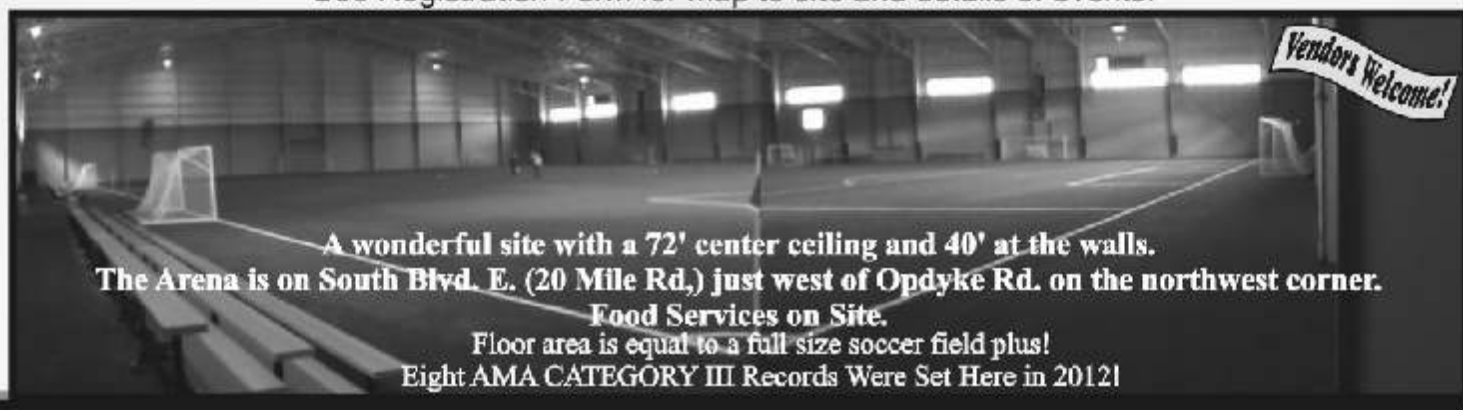 Vendors Welcome!
A wonderful site with a 72' center ceiling and 40' at the walls.
The Arena is on South Blvd. E. (20 Mile Rd,) just west of Opdyke Rd. on the northwest corner.
Food Services on Site.
Floor area is equal to a full size soccer field plus!
Eight AMA CATEGORY III Records Were Set Here in 2012!